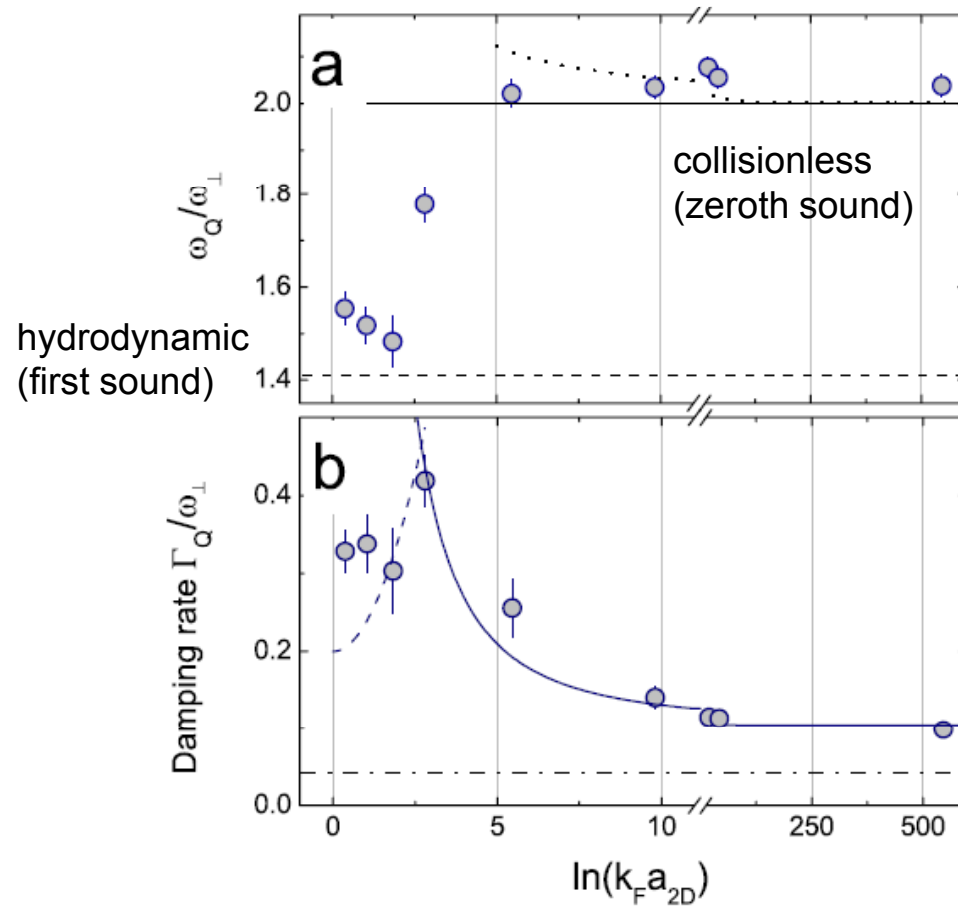 a
2.0
1.8
1.6
1.4
ω_Q/ω_⊥
collisionless
(zeroth sound)
hydrodynamic
(first sound)
b
0.4
0.2
0.0
Damping rate Γ_Q/ω_⊥
0 5 10 250 500
ln(k_F a_2D)